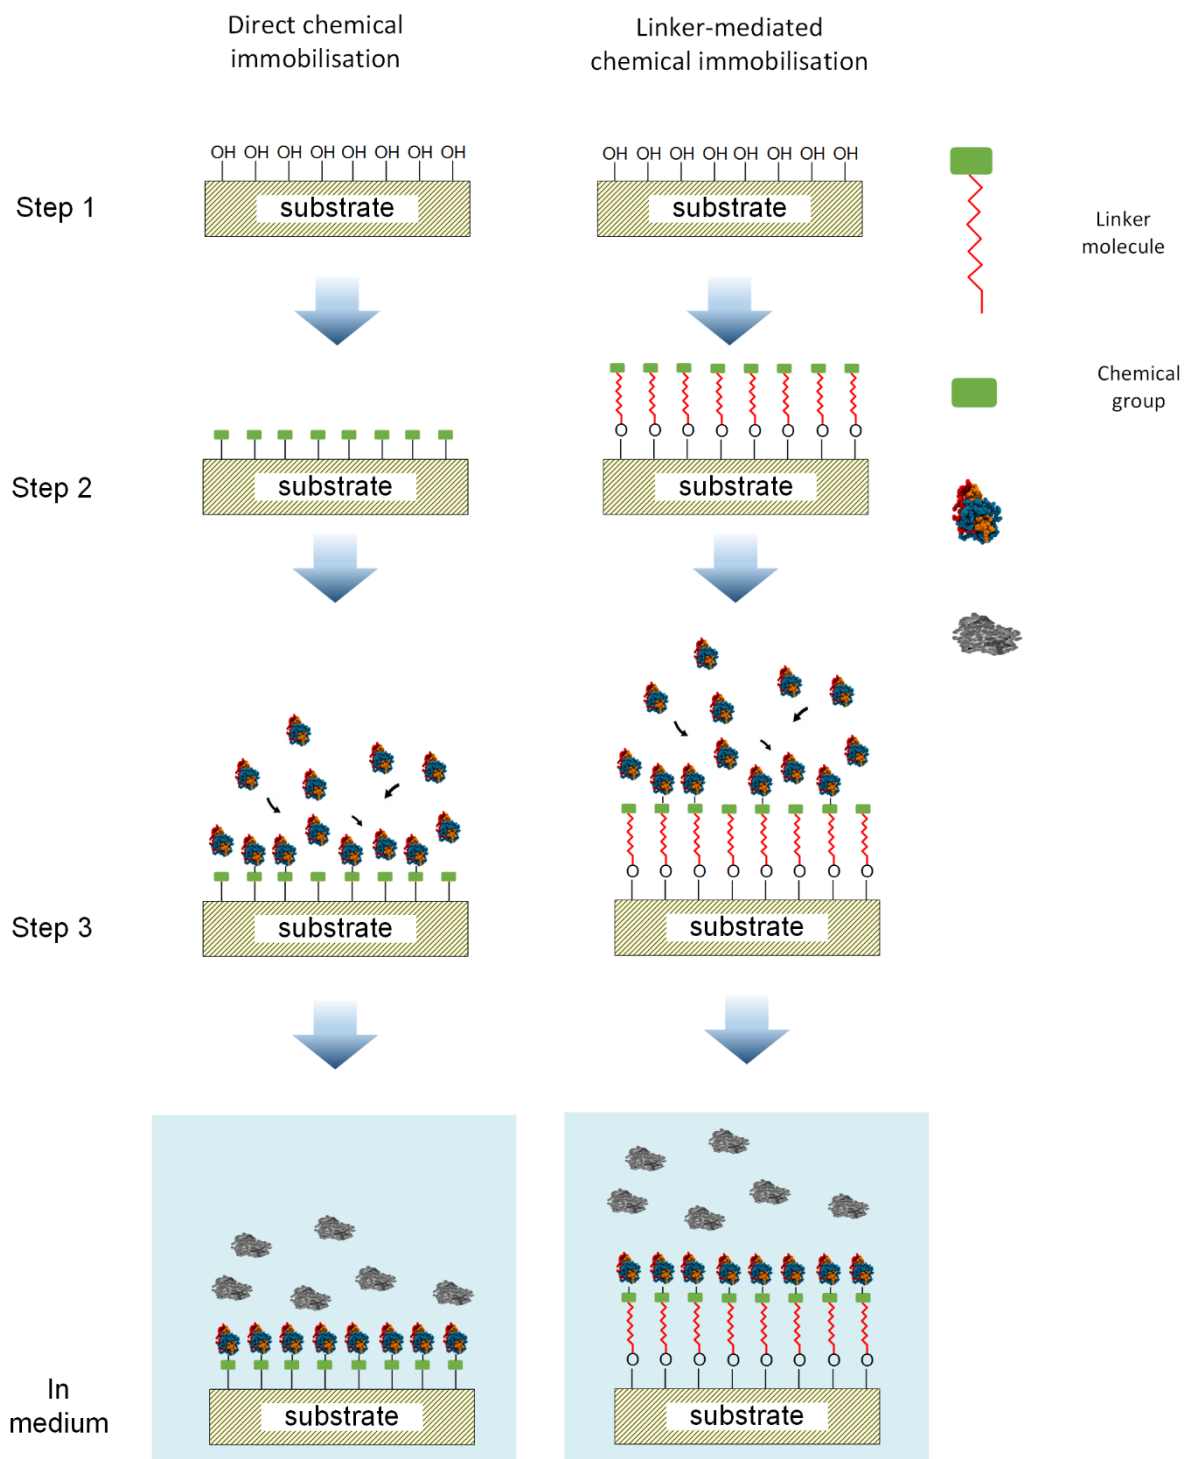 Direct chemical
immobilisation
Linker-mediated
chemical immobilisation
OH OH OH OH OH OH OH OH
OH OH OH OH OH OH OH OH
Step 1
substrate
substrate
Linker
molecule
Chemical
group
O O O O O O O O
Step 2
substrate
substrate
O O O O O O O O
Step 3
substrate
substrate
O O O O O O O O
In
medium
substrate
substrate